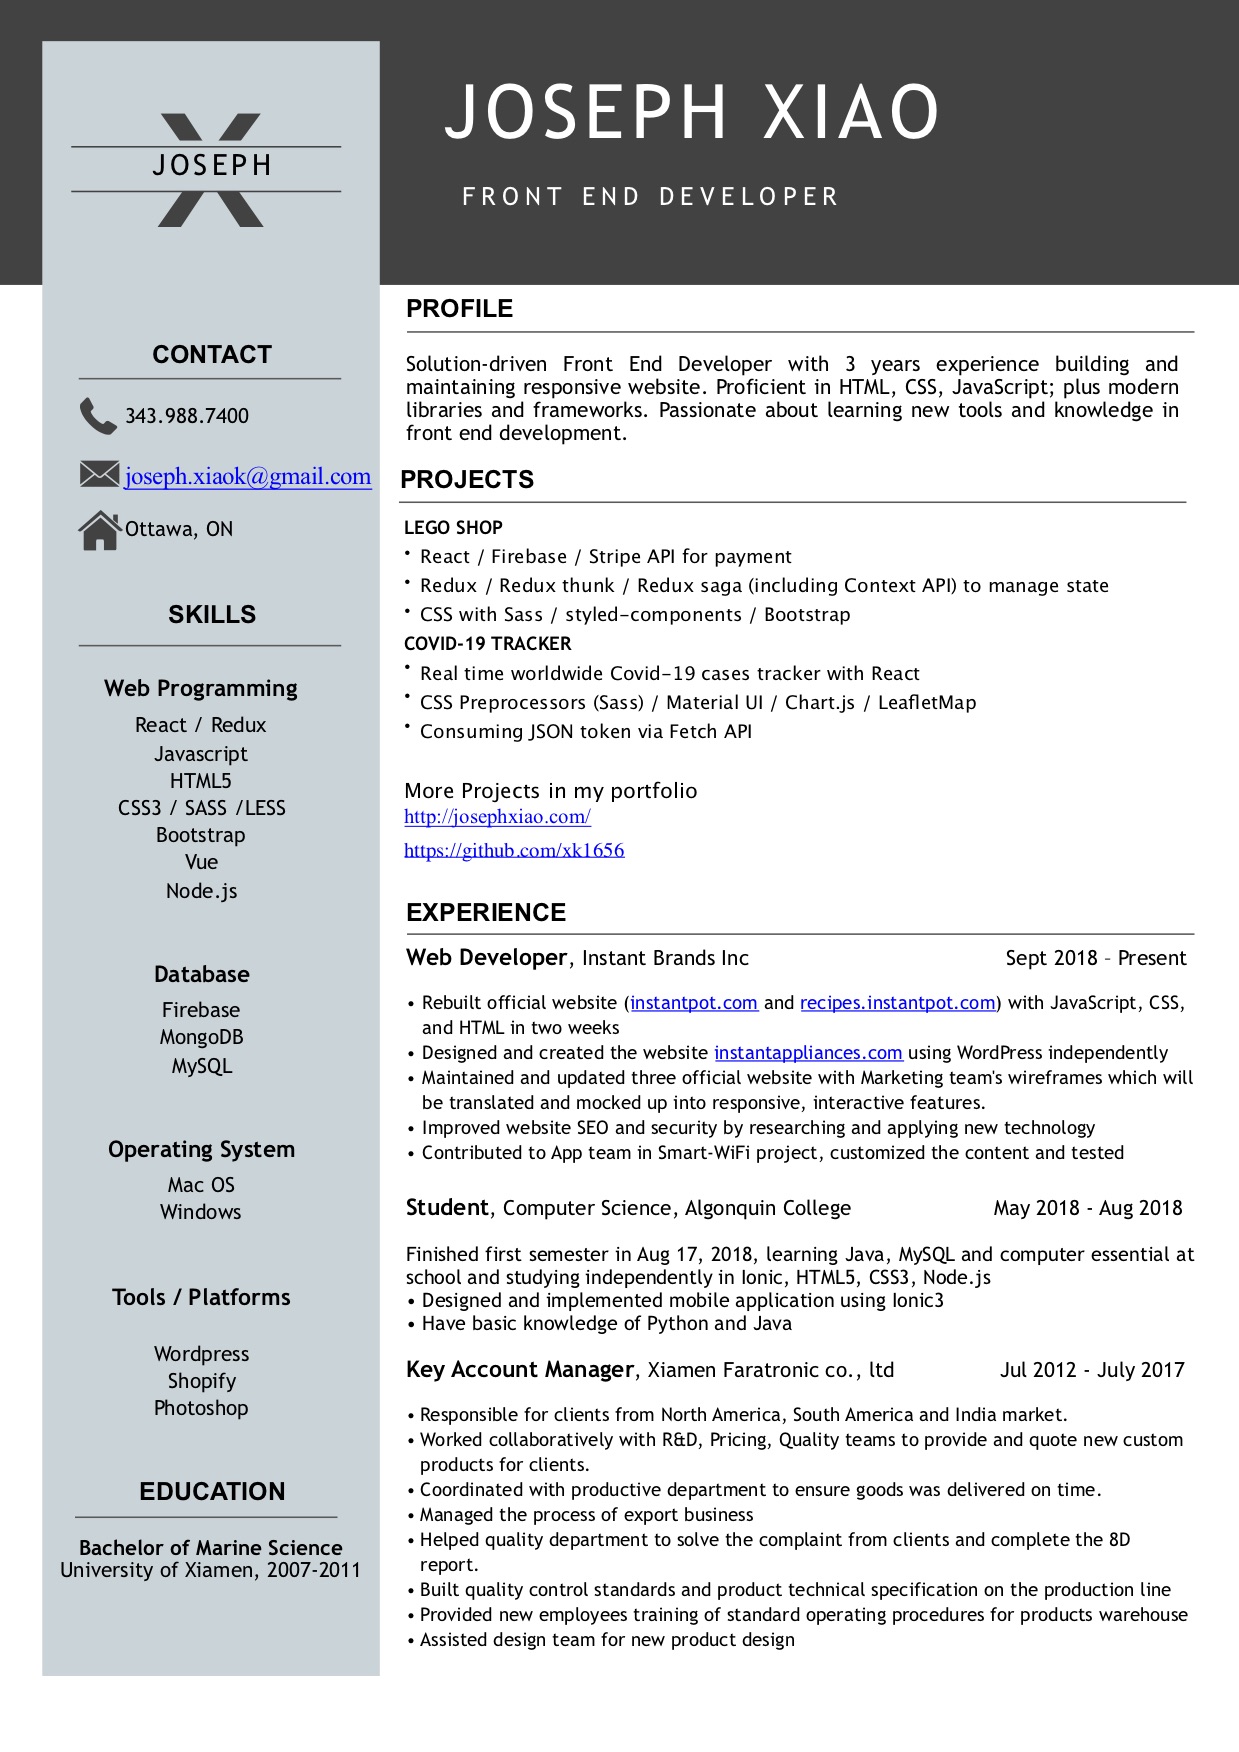 JOSEPH XIAO
FRONT END DEVELOPER
X
JOSEPH
CONTACT
343.988.7400
joseph.xiaok@gmail.com
Ottawa, ON
SKILLS
Web Programming
React / Redux
Javascript
HTML5
CSS3 / SASS /LESS
Bootstrap
Vue
Node.js
Database
Firebase
MongoDB
MySQL
Operating System
Mac OS
Windows
Tools / Platforms
Wordpress
Shopify
Photoshop
EDUCATION
Bachelor of Marine Science
University of Xiamen, 2007-2011
PROFILE
Solution-driven Front End Developer with 3 years experience building and
maintaining responsive website. Proficient in HTML, CSS, JavaScript; plus modern
libraries and frameworks. Passionate about learning new tools and knowledge in
front end development.
PROJECTS
LEGO SHOP
• React / Firebase / Stripe API for payment
• Redux / Redux thunk / Redux saga (including Context API) to manage state
• CSS with Sass / styled-components / Bootstrap
COVID-19 TRACKER
• Real time worldwide Covid-19 cases tracker with React
• CSS Preprocessors (Sass) / Material UI / Chart.js / LeafletMap
• Consuming JSON token via Fetch API
More Projects in my portfolio
http://josephxiao.com/
https://github.com/xk1656
EXPERIENCE
Web Developer, Instant Brands Inc Sept 2018 – Present
• Rebuilt official website (instantpot.com and recipes.instantpot.com) with JavaScript, CSS,
and HTML in two weeks
• Designed and created the website instantappliances.com using WordPress independently
• Maintained and updated three official website with Marketing team's wireframes which will
be translated and mocked up into responsive, interactive features.
• Improved website SEO and security by researching and applying new technology
• Contributed to App team in Smart-WiFi project, customized the content and tested
Student, Computer Science, Algonquin College May 2018 - Aug 2018
Finished first semester in Aug 17, 2018, learning Java, MySQL and computer essential at
school and studying independently in Ionic, HTML5, CSS3, Node.js
• Designed and implemented mobile application using Ionic3
• Have basic knowledge of Python and Java
Key Account Manager, Xiamen Faratronic co., ltd Jul 2012 - July 2017
• Responsible for clients from North America, South America and India market.
• Worked collaboratively with R&D, Pricing, Quality teams to provide and quote new custom
products for clients.
• Coordinated with productive department to ensure goods was delivered on time.
• Managed the process of export business
• Helped quality department to solve the complaint from clients and complete the 8D
report.
• Built quality control standards and product technical specification on the production line
• Provided new employees training of standard operating procedures for products warehouse
• Assisted design team for new product design